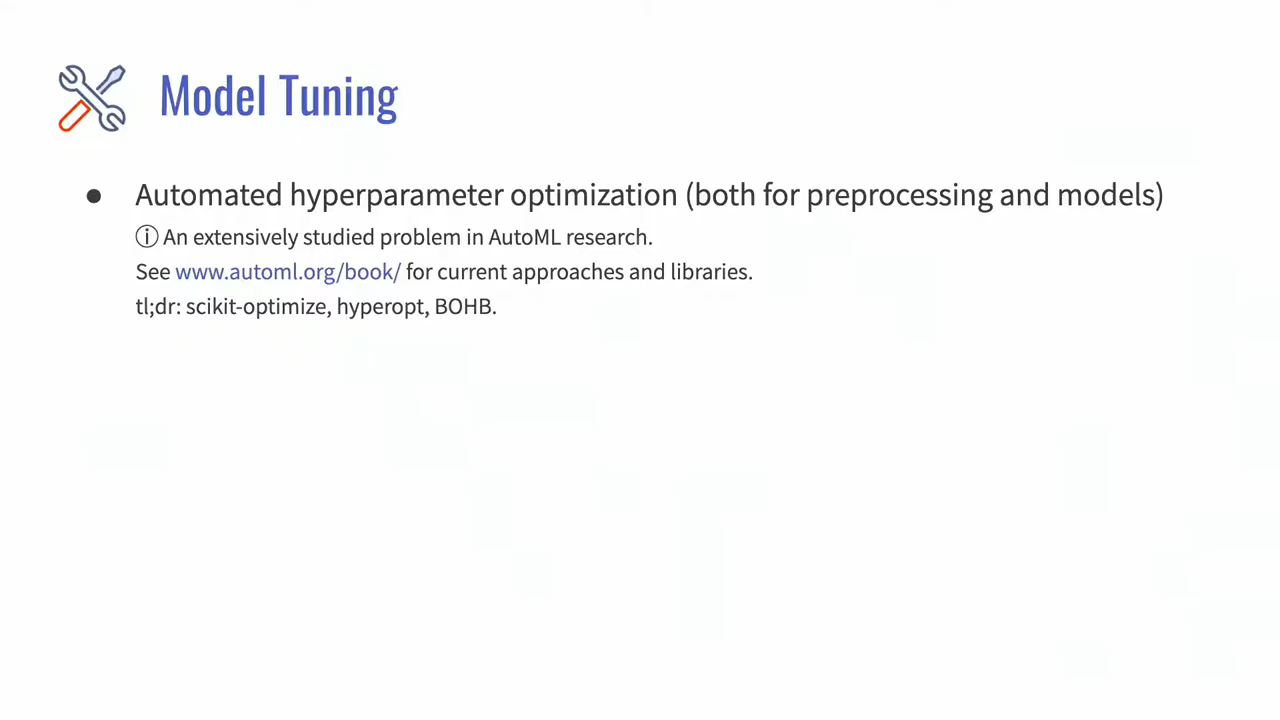 Model Tuning
● Automated hyperparameter optimization (both for preprocessing and models)
ⓘ An extensively studied problem in AutoML research.
See www.automl.org/book/ for current approaches and libraries.
tl;dr: scikit-optimize, hyperopt, BOHB.